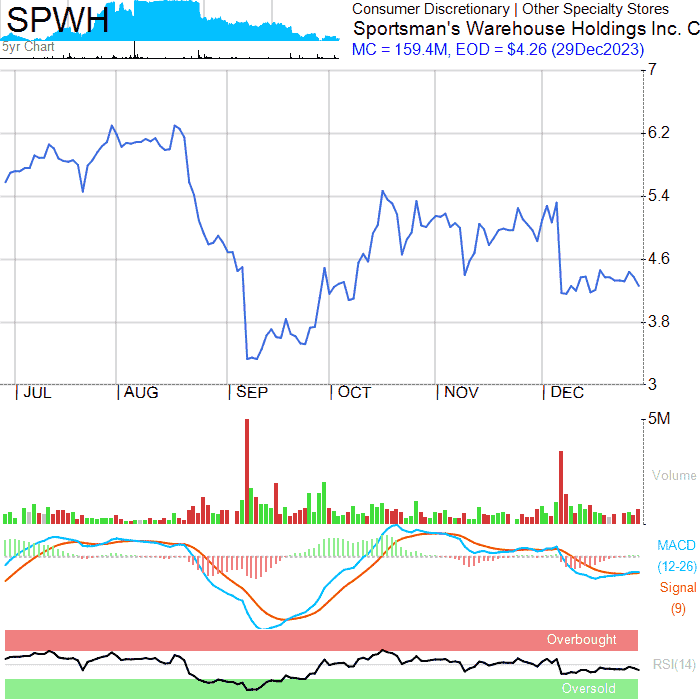 SPWH
5yr Chart
Consumer Discretionary | Other Specialty Stores
Sportsman's Warehouse Holdings Inc. C
MC = 159.4M, EOD = $4.26 (29Dec2023)
7
6.2
5.4
4.6
3.8
3
|JUL |AUG |SEP |OCT |NOV |DEC
5M
Volume
MACD
(12-26)
Signal
(9)
Overbought
RSI(14)
Oversold